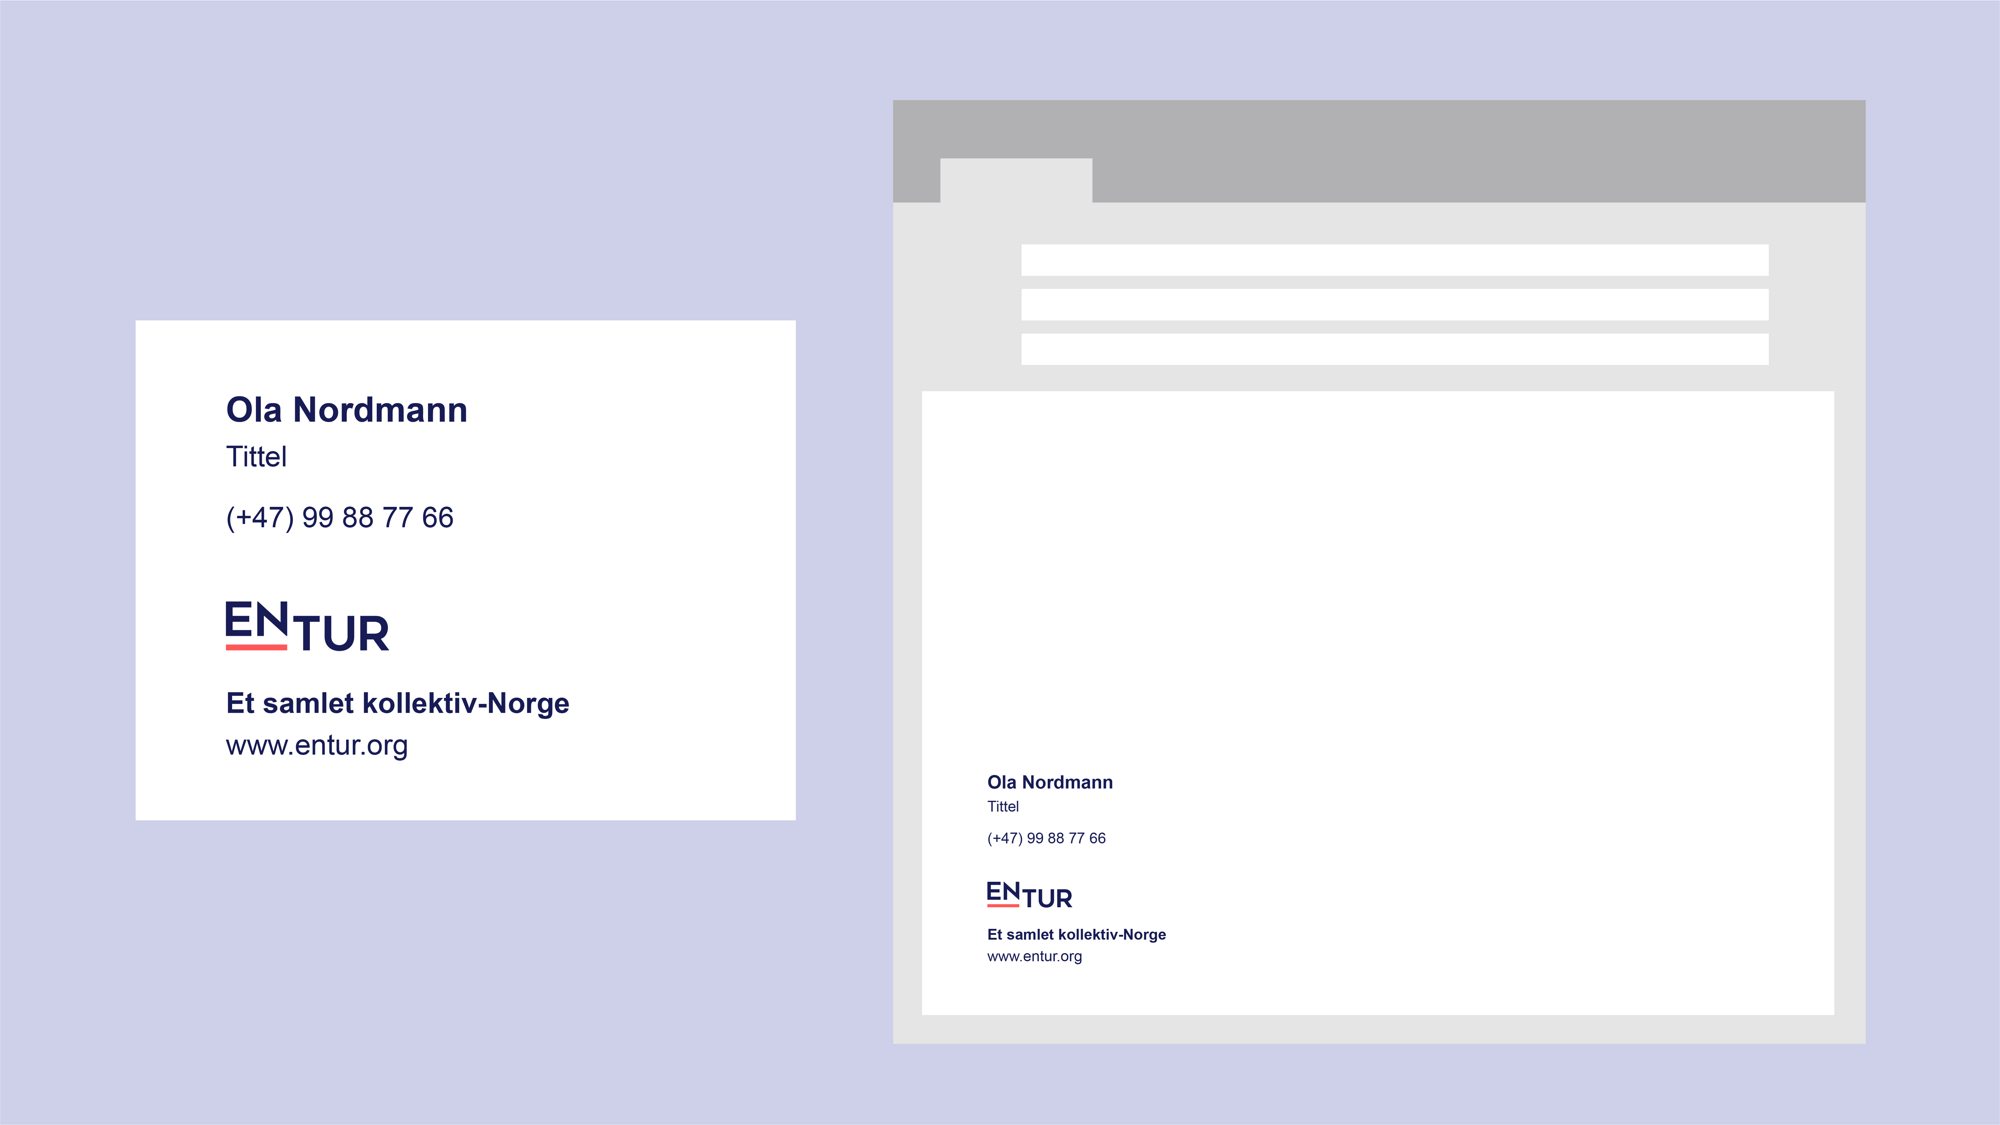 Ola Nordmann
Tittel
(+47) 99 88 77 66
ENTUR
Et samlet kollektiv-Norge
www.entur.org
Ola Nordmann
Tittel
(+47) 99 88 77 66
ENTUR
Et samlet kollektiv-Norge
www.entur.org